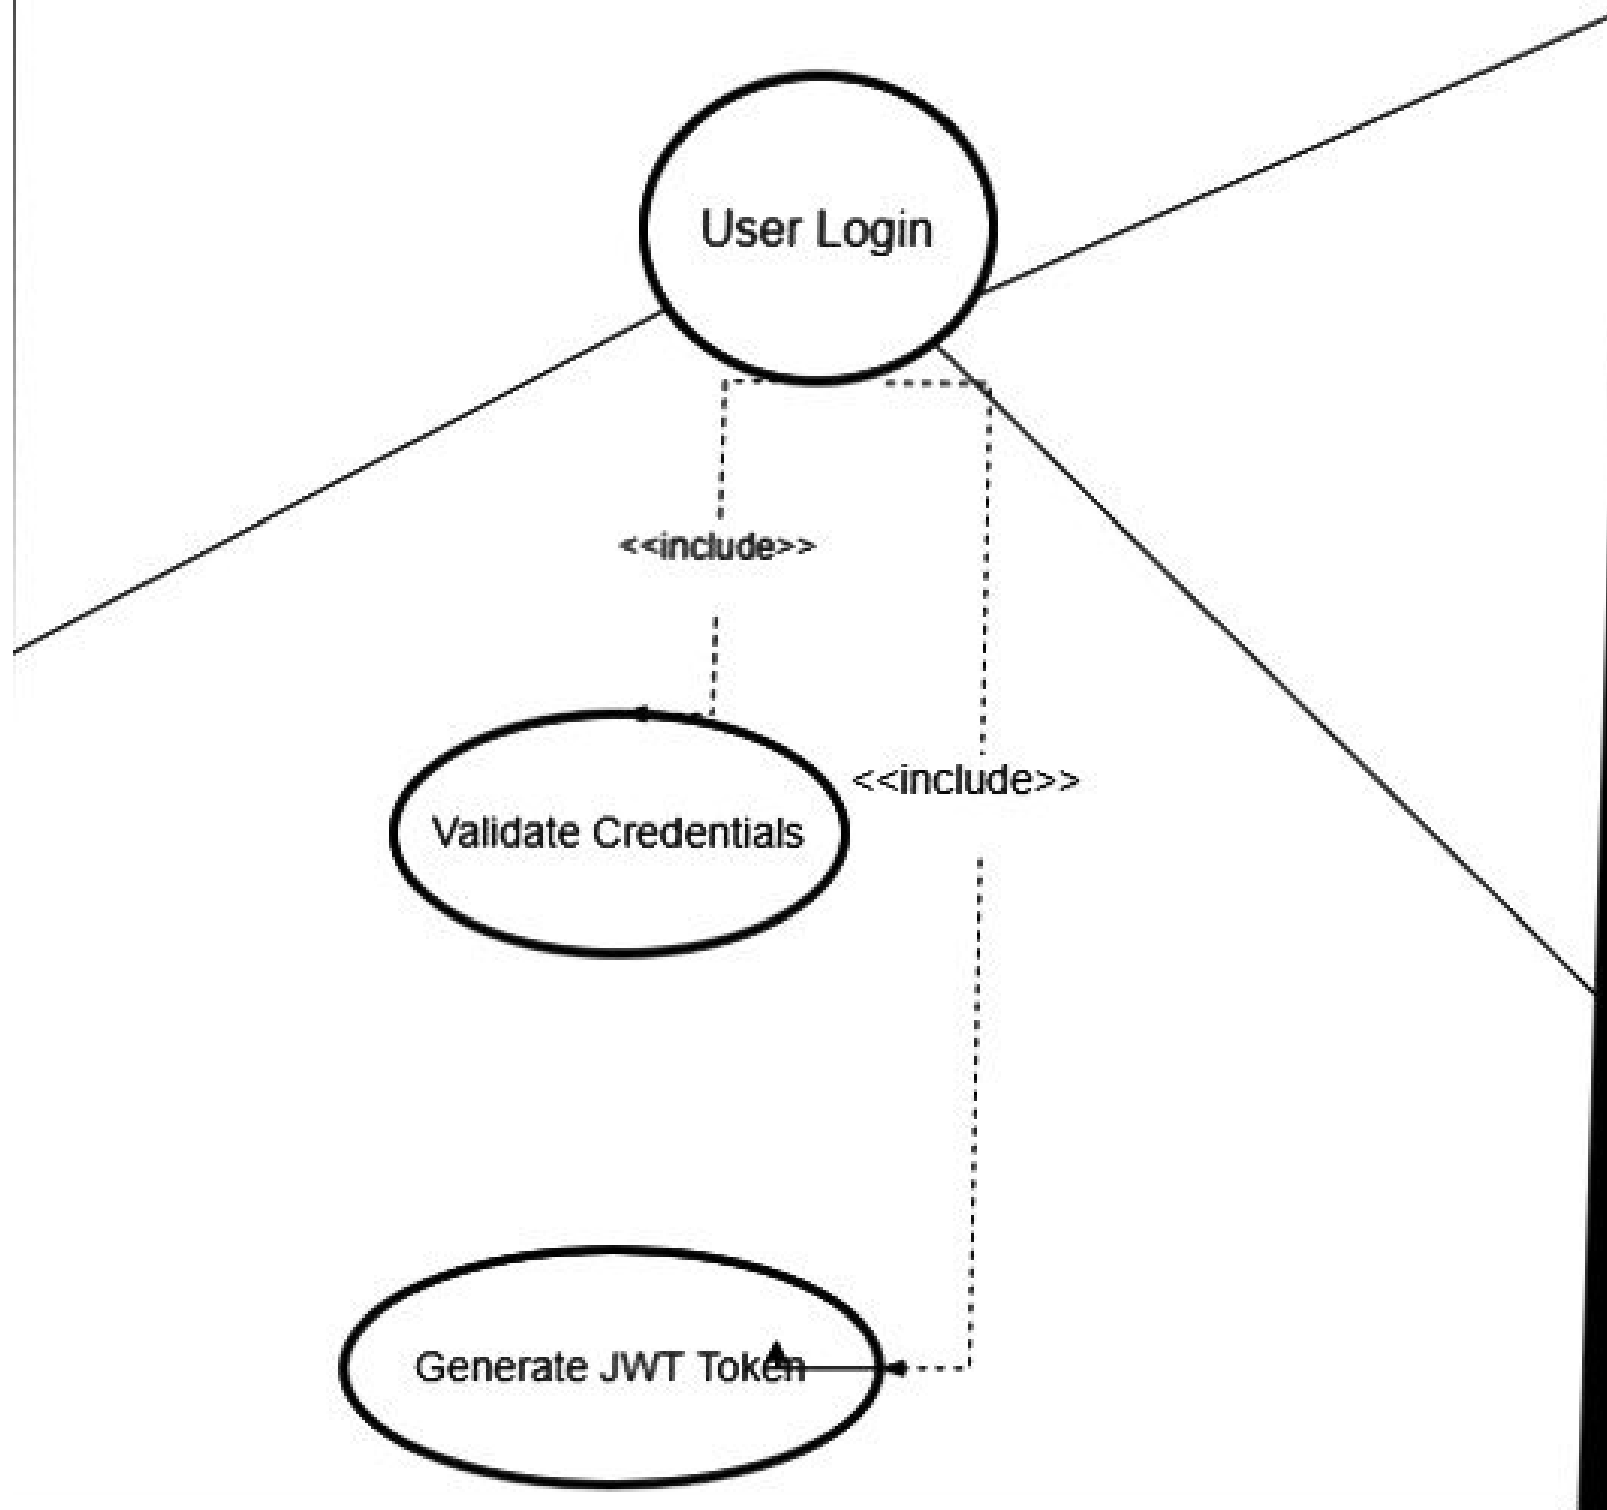 User Login
<<include>>
<<include>>
Validate Credentials
Generate JWT Token